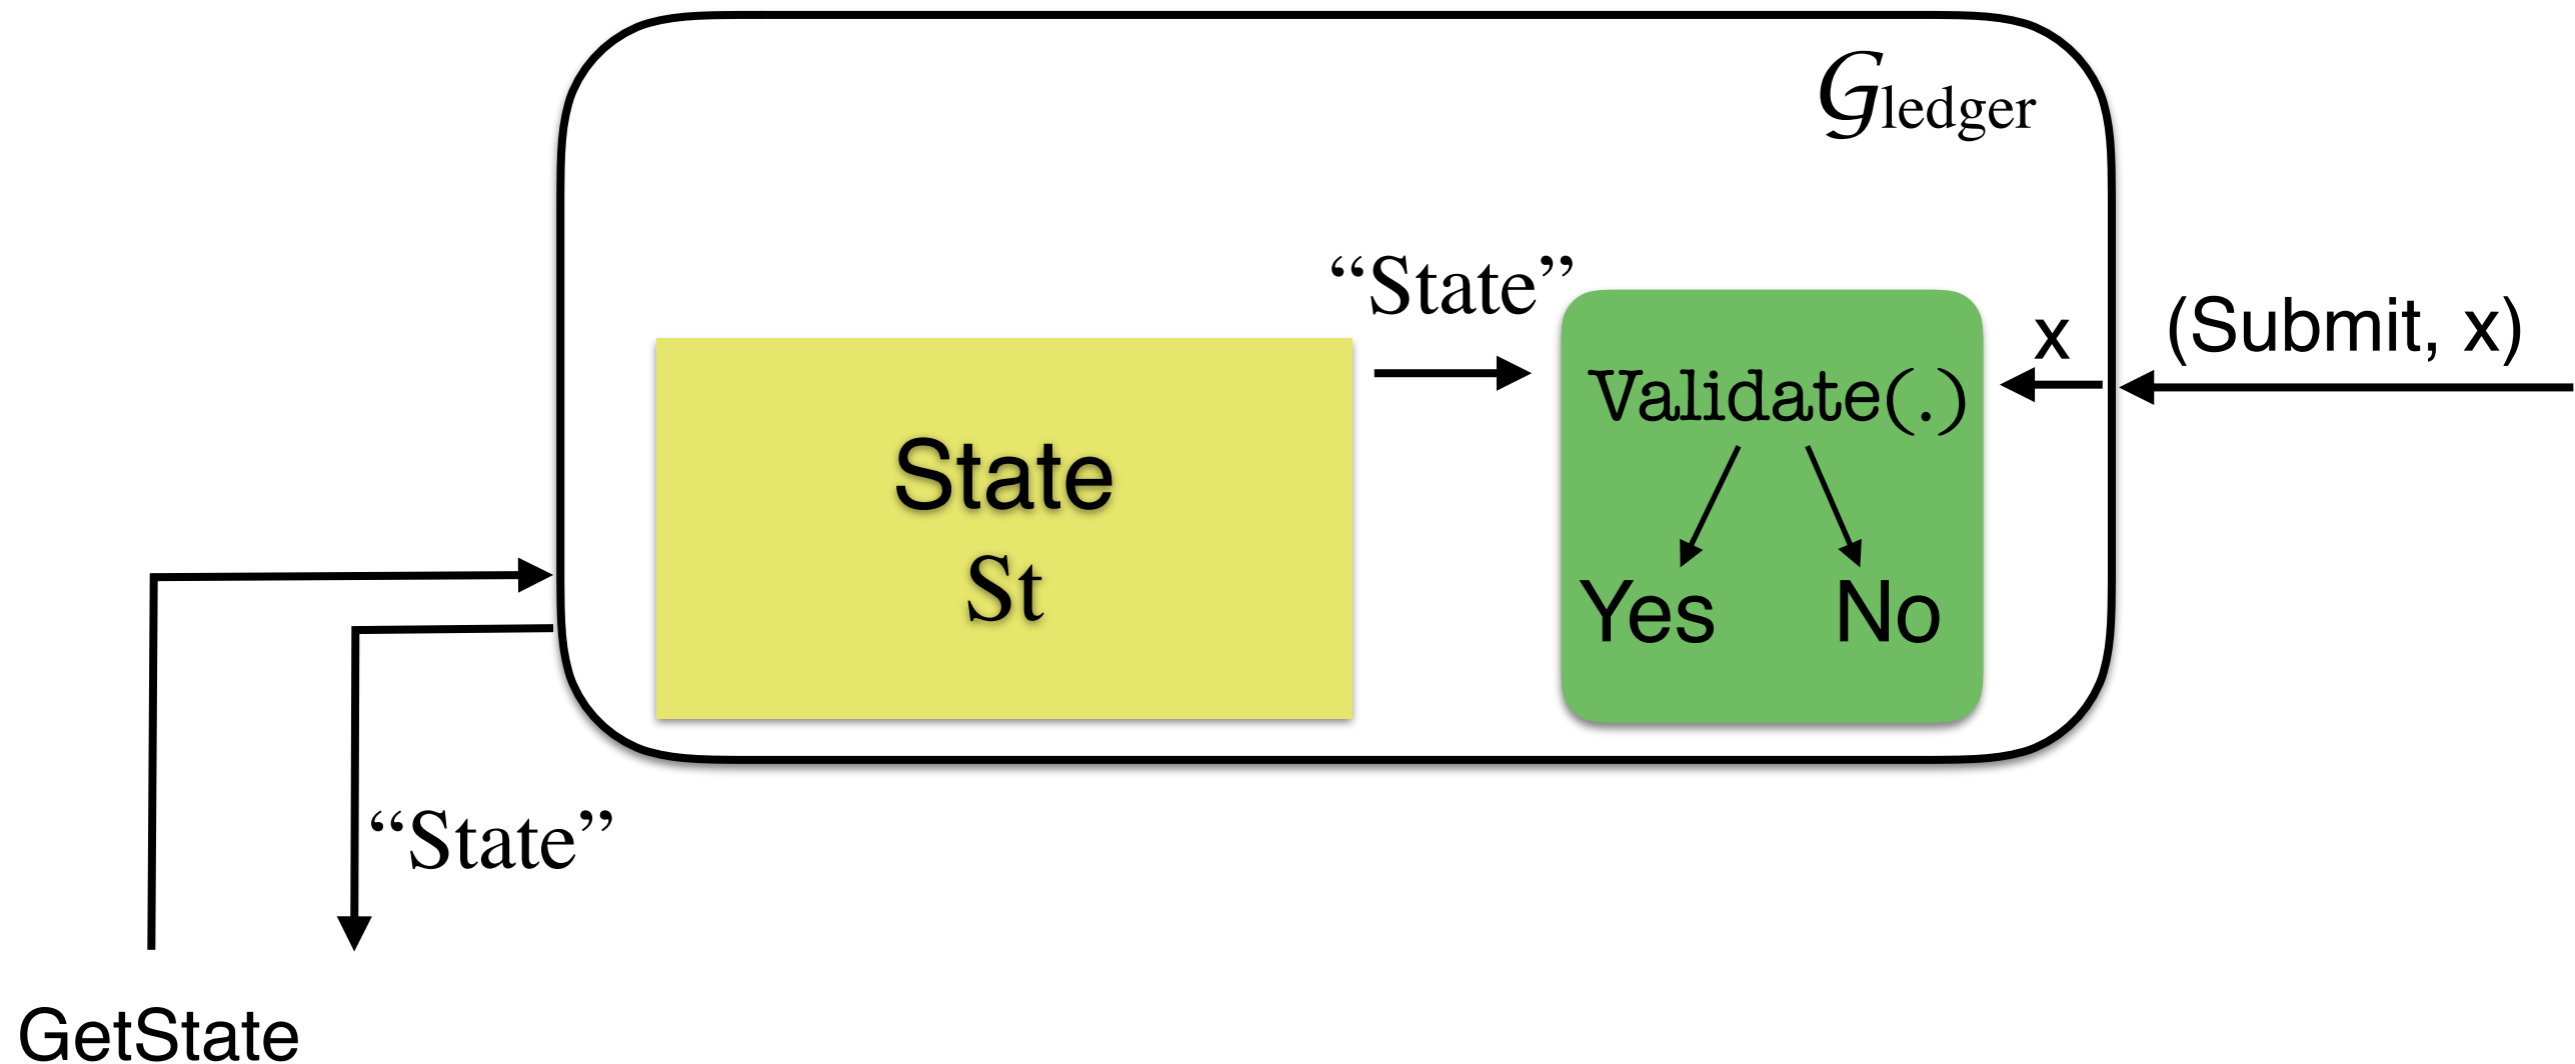 𝒢ledger
“State”
x
(Submit, x)
Validate(.)
State
St
Yes
No
“State”
GetState